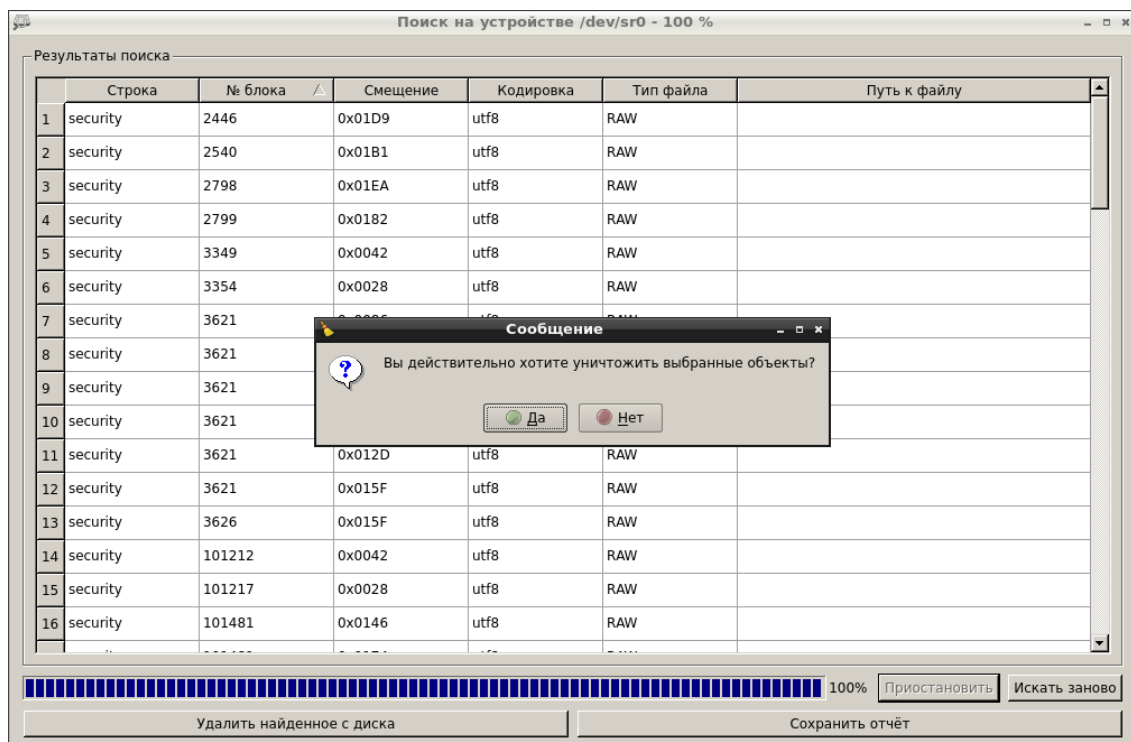 Поиск на устройстве /dev/sr0 - 100 %
Результаты поиска
Строка № блока Смещение Кодировка Тип файла Путь к файлу
1 security 2446 0x01D9 utf8 RAW
2 security 2540 0x01B1 utf8 RAW
3 security 2798 0x01EA utf8 RAW
4 security 2799 0x0182 utf8 RAW
5 security 3349 0x0042 utf8 RAW
6 security 3354 0x0028 utf8 RAW
7 security 3621
Сообщение
8 security 3621
Вы действительно хотите уничтожить выбранные объекты?
9 security 3621
10 security 3621
Да Нет
11 security 3621 0x012D utf8 RAW
12 security 3621 0x015F utf8 RAW
13 security 3626 0x015F utf8 RAW
14 security 101212 0x0042 utf8 RAW
15 security 101217 0x0028 utf8 RAW
16 security 101481 0x0146 utf8 RAW
100% Приостановить Искать заново
Удалить найденное с диска Сохранить отчёт